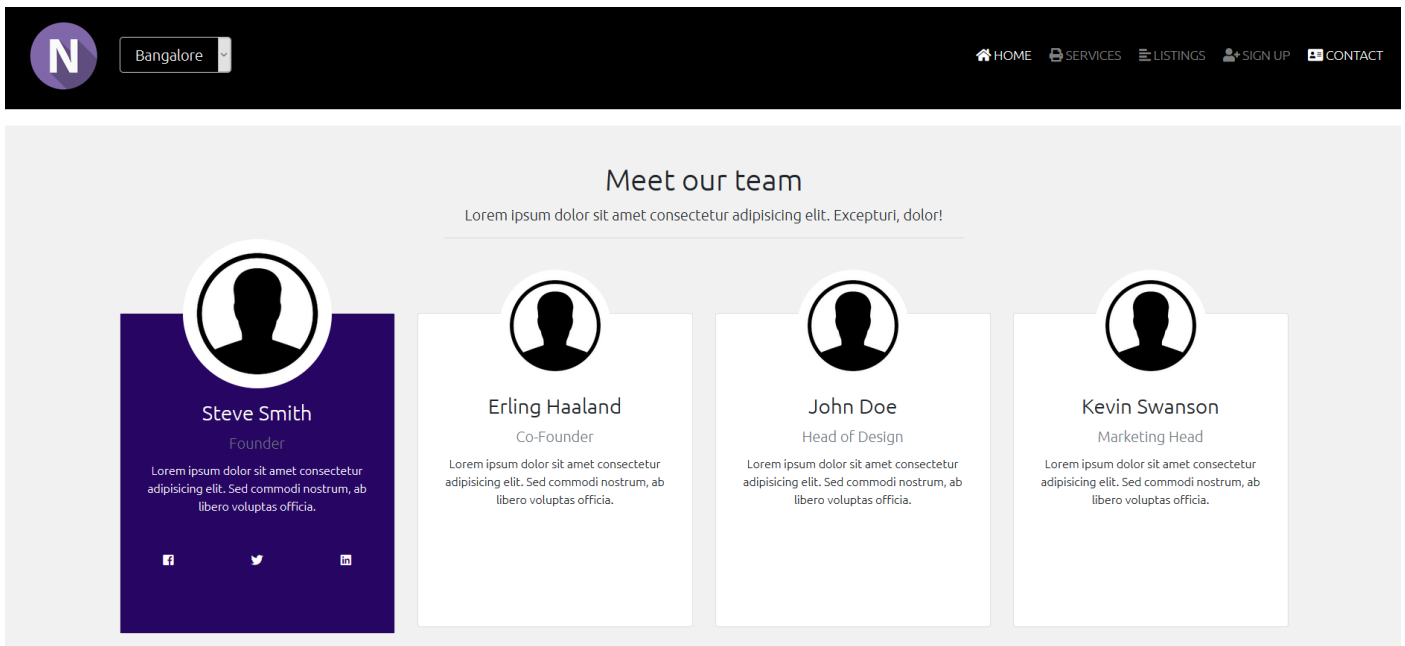 N
Bangalore
HOME SERVICES LISTINGS SIGN UP CONTACT
Meet our team
Lorem ipsum dolor sit amet consectetur adipisicing elit. Excepturi, dolor!
Steve Smith
Founder
Lorem ipsum dolor sit amet consectetur
adipisicing elit. Sed commodi nostrum, ab
libero voluptas officia.
Erling Haaland
Co-Founder
Lorem ipsum dolor sit amet consectetur
adipisicing elit. Sed commodi nostrum, ab
libero voluptas officia.
John Doe
Head of Design
Lorem ipsum dolor sit amet consectetur
adipisicing elit. Sed commodi nostrum, ab
libero voluptas officia.
Kevin Swanson
Marketing Head
Lorem ipsum dolor sit amet consectetur
adipisicing elit. Sed commodi nostrum, ab
libero voluptas officia.